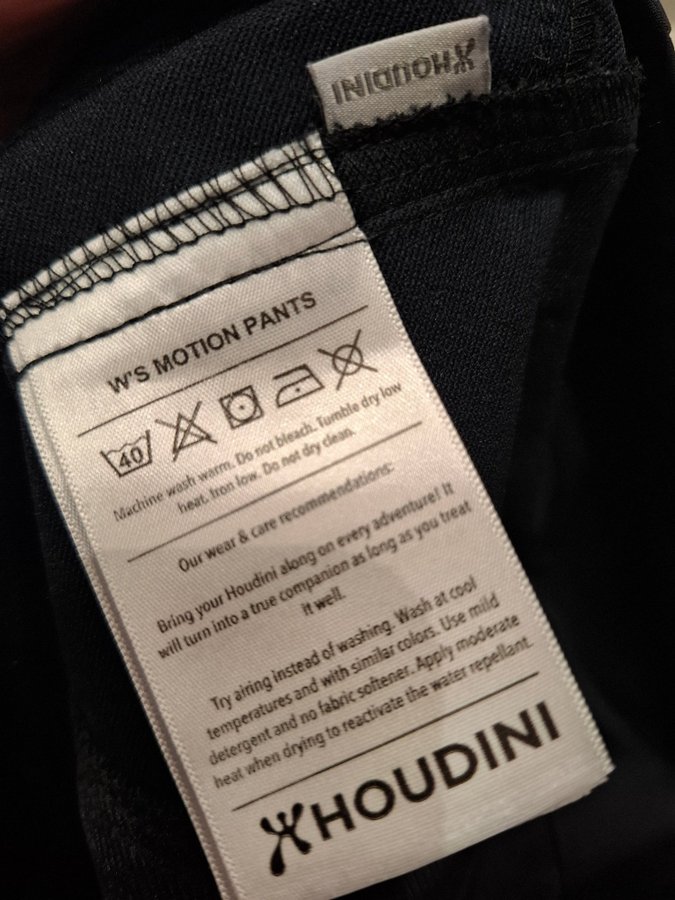 HOUDINI
W'S MOTION PANTS
40
Machine wash warm. Do not bleach. Tumble dry low
heat. Iron low. Do not dry clean.
Our wear & care recommendations:
Bring your Houdini along on every adventure! It
will turn into a true companion as long as you treat
it well.
Try airing instead of washing. Wash at cool
temperatures and with similar colors. Use mild
detergent and no fabric softener. Apply moderate
heat when drying to reactivate the water repellant.
HOUDINI